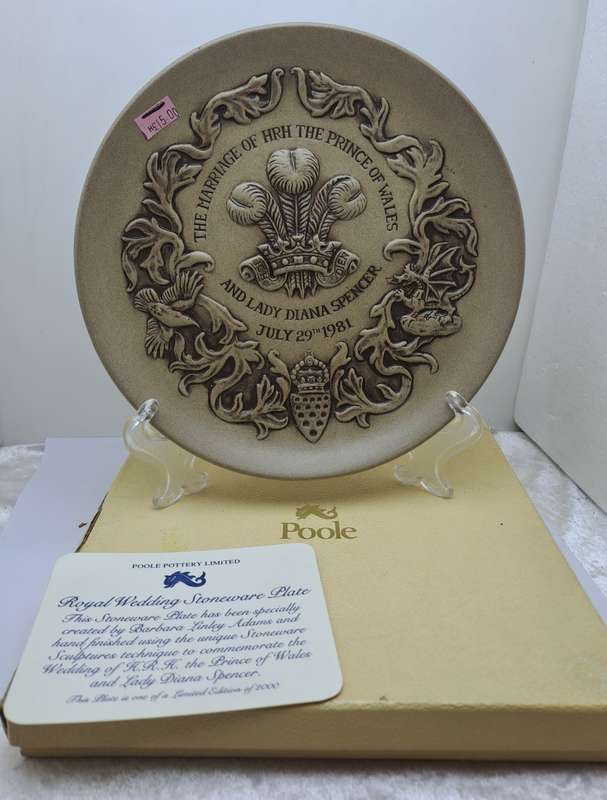 ME15.00
THE MARRIAGE OF HRH THE PRINCE OF WALES
AND LADY DIANA SPENCER
JULY 29TH 1981
Poole
POOLE POTTERY LIMITED
Royal Wedding Stoneware Plate
This Stoneware Plate has been specially
created by Barbara Linley Adams and
hand finished using the unique Stoneware
Sculptures technique to commemorate the
Wedding of H.R.H. the Prince of Wales
and Lady Diana Spencer.
This Plate is one of a Limited Edition of 2000